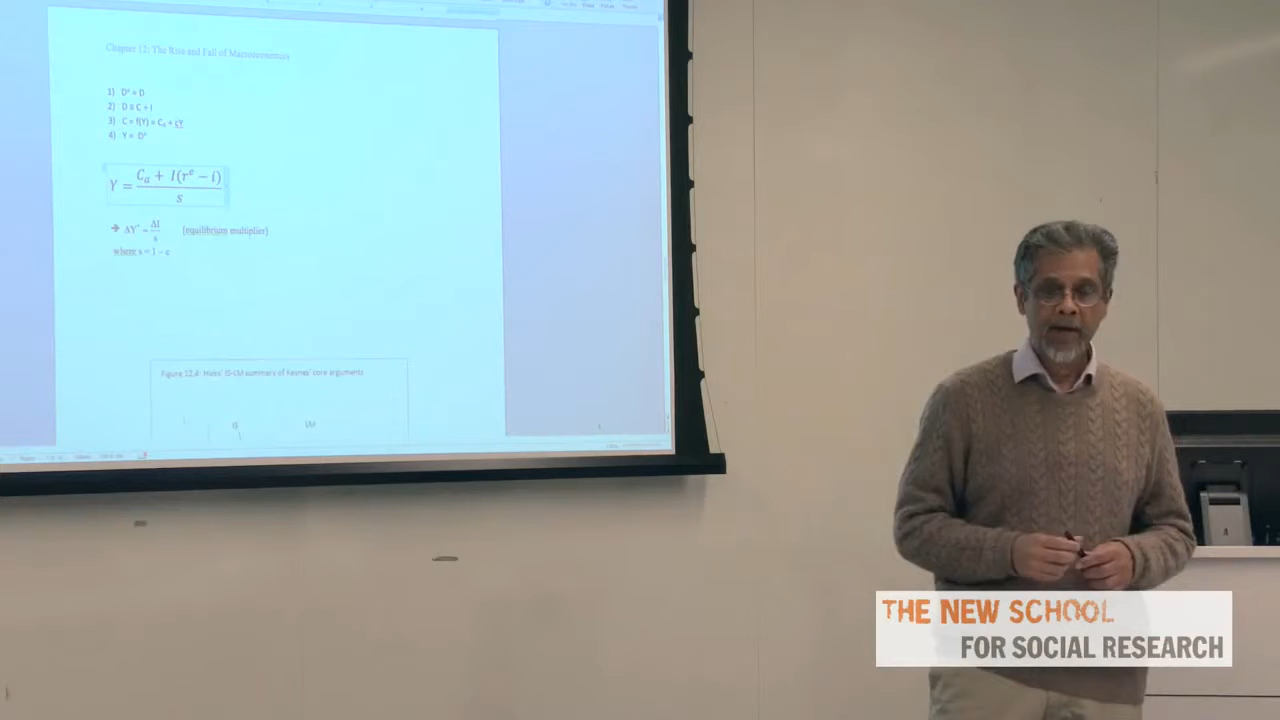 Chapter 12: The Rise and Fall of Macroeconomics
1) Dˢ = D
2) D ≡ C + I
3) C = f(Y) = Cₐ + cY
4) Y = Dˢ
Y = (Cₐ + I(rᵉ − i)) / s
➔ ΔY* = ΔI / s (equilibrium multiplier)
where s = 1 – c
Figure 12.4: Hicks' IS-LM summary of Keynes' core arguments
IS LM
THE NEW SCHOOL
FOR SOCIAL RESEARCH